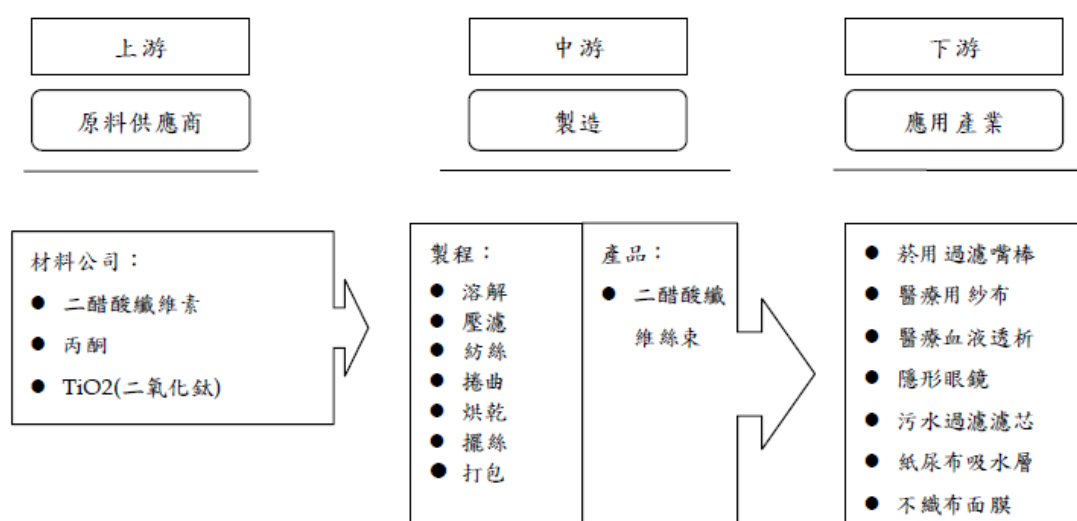 上游
中游
下游
原料供應商
製造
應用產業
材料公司：
● 二醋酸纖維素
● 丙酮
● TiO2(二氧化鈦)
製程：
● 溶解
● 壓濾
● 紡絲
● 捲曲
● 烘乾
● 擺絲
● 打包
產品：
● 二醋酸纖
維絲束
● 菸用過濾嘴棒
● 醫療用紗布
● 醫療血液透析
● 隱形眼鏡
● 污水過濾濾芯
● 紙尿布吸水層
● 不織布面膜